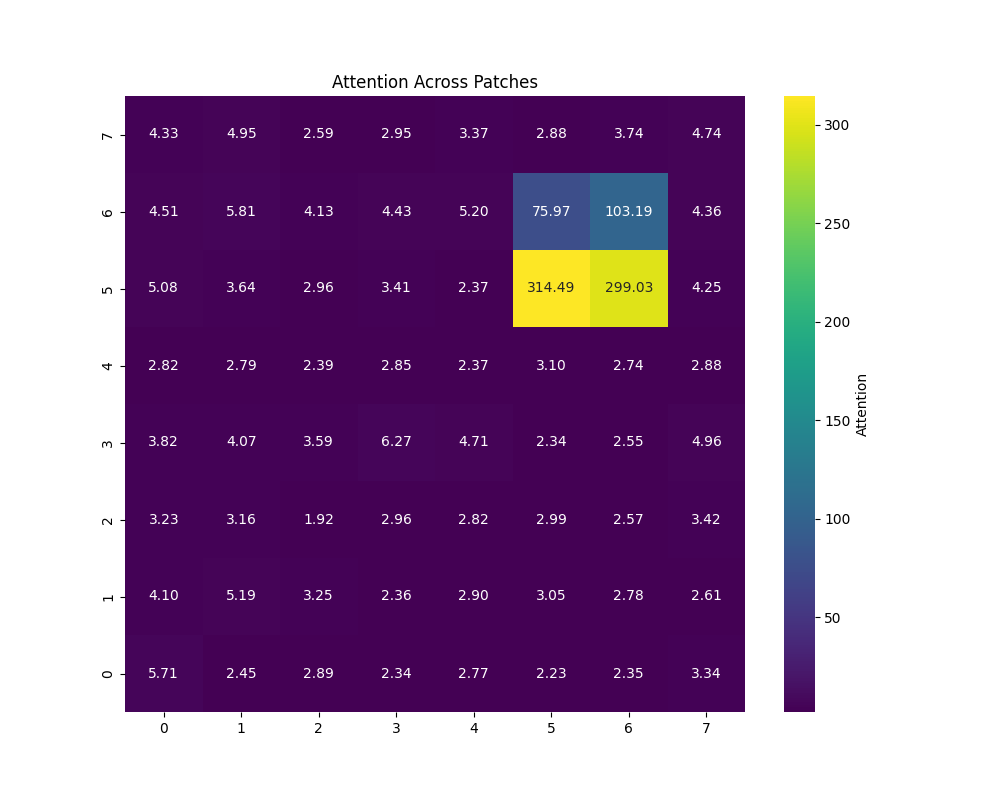 Attention Across Patches
7 4.33 4.95 2.59 2.95 3.37 2.88 3.74 4.74
6 4.51 5.81 4.13 4.43 5.20 75.97 103.19 4.36
5 5.08 3.64 2.96 3.41 2.37 314.49 299.03 4.25
4 2.82 2.79 2.39 2.85 2.37 3.10 2.74 2.88
3 3.82 4.07 3.59 6.27 4.71 2.34 2.55 4.96
2 3.23 3.16 1.92 2.96 2.82 2.99 2.57 3.42
1 4.10 5.19 3.25 2.36 2.90 3.05 2.78 2.61
0 5.71 2.45 2.89 2.34 2.77 2.23 2.35 3.34
0 1 2 3 4 5 6 7
300
250
200
150
100
50
Attention